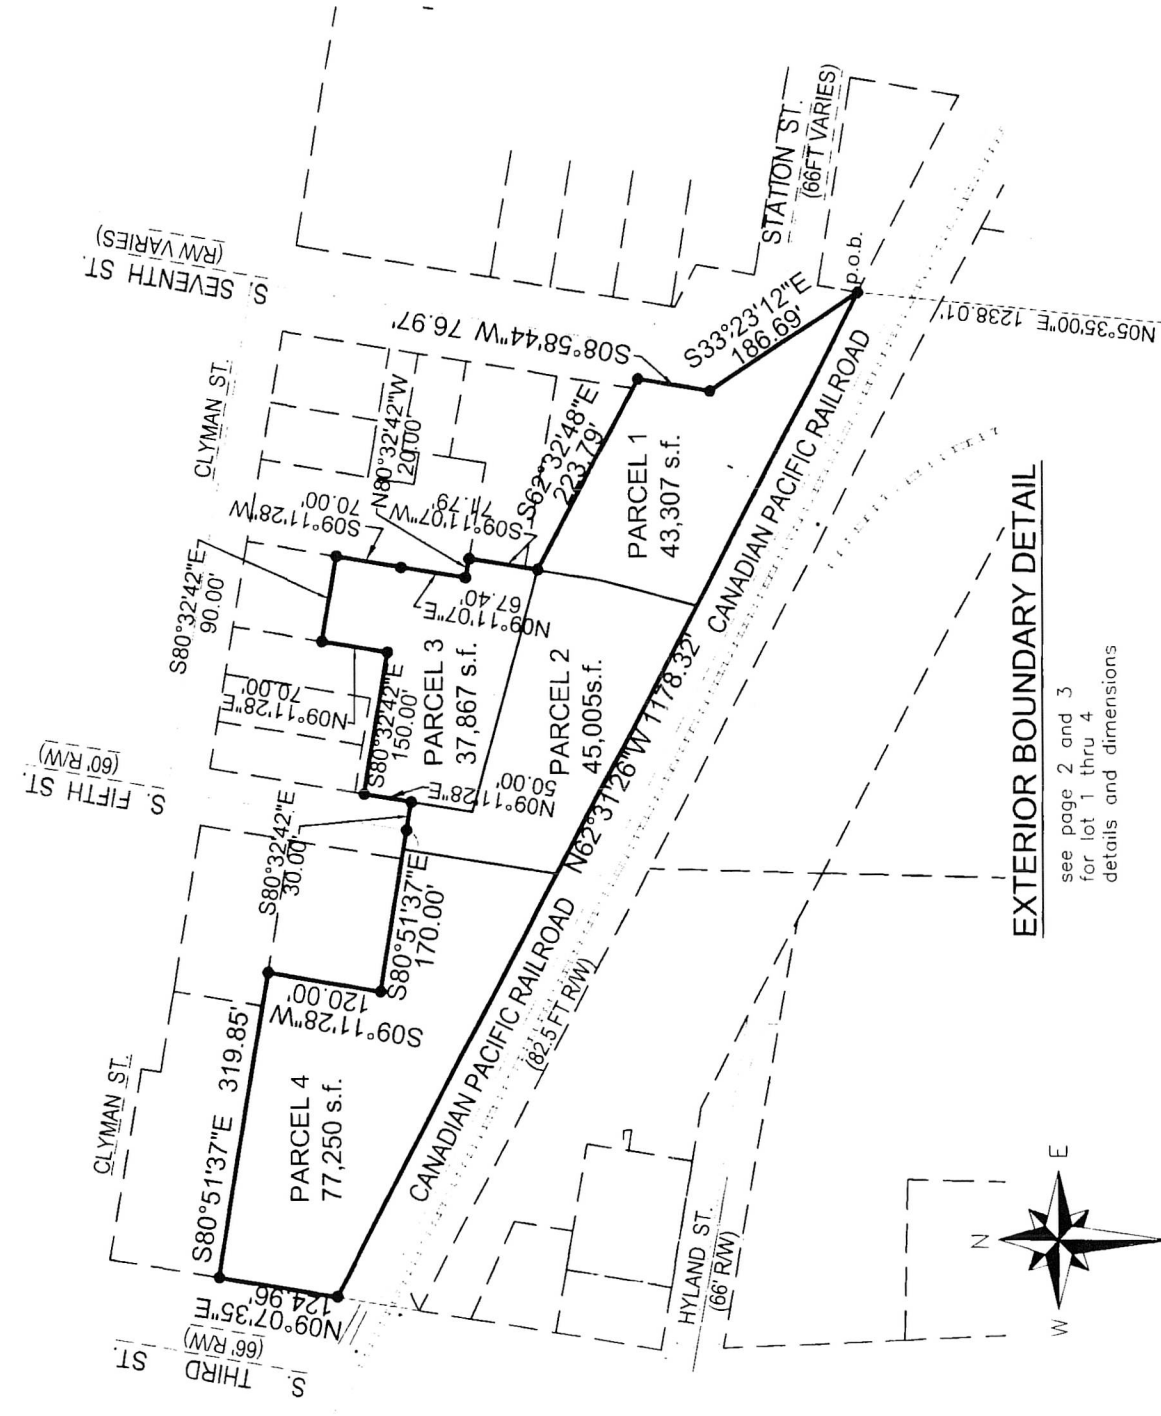 S. SEVENTH ST.
(R/W VARIES)
CLYMAN ST.
STATION ST.
(66FT VARIES)
S80°32'42"E
90.00'
S09°11'28"W
70.00'
N80°32'42"W
20.00'
S08°58'44"W 76.97'
S09°11'07"W
71.79'
S62°32'48"E
223.79'
S33°23'12"E
186.69'
p.o.b.
N05°35'00"E 1238.01'
S. FIFTH ST.
(60' R/W)
N09°11'28"E
70.00'
S80°32'42"E
150.00'
N09°11'07"E
67.40'
PARCEL 1
43,307 s.f.
PARCEL 3
37,867 s.f.
PARCEL 2
45,005s.f.
S80°32'42"E
30.00'
N09°11'28"E
50.00'
N62°31'26"W 1178.32'
CANADIAN PACIFIC RAILROAD
CLYMAN ST.
S80°51'37"E 319.85'
S09°11'28"W
120.00'
S80°51'37"E
170.00'
PARCEL 4
77,250 s.f.
CANADIAN PACIFIC RAILROAD
(82.5 FT R/W)
S. THIRD ST.
(66' R/W)
N09°07'35"E
124.96'
HYLAND ST.
(66' R/W)
EXTERIOR BOUNDARY DETAIL
see page 2 and 3
for lot 1 thru 4
details and dimensions
N
W
E